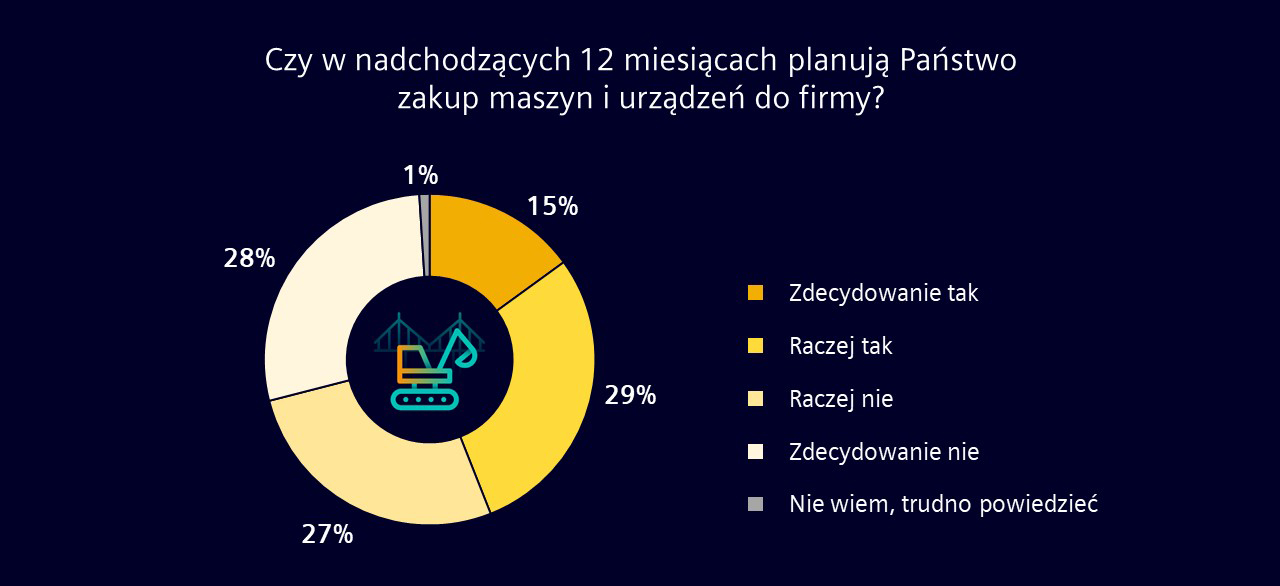 Czy w nadchodzących 12 miesiącach planują Państwo
zakup maszyn i urządzeń do firmy?
1%
15%
28%
29%
27%
Zdecydowanie tak
Raczej tak
Raczej nie
Zdecydowanie nie
Nie wiem, trudno powiedzieć